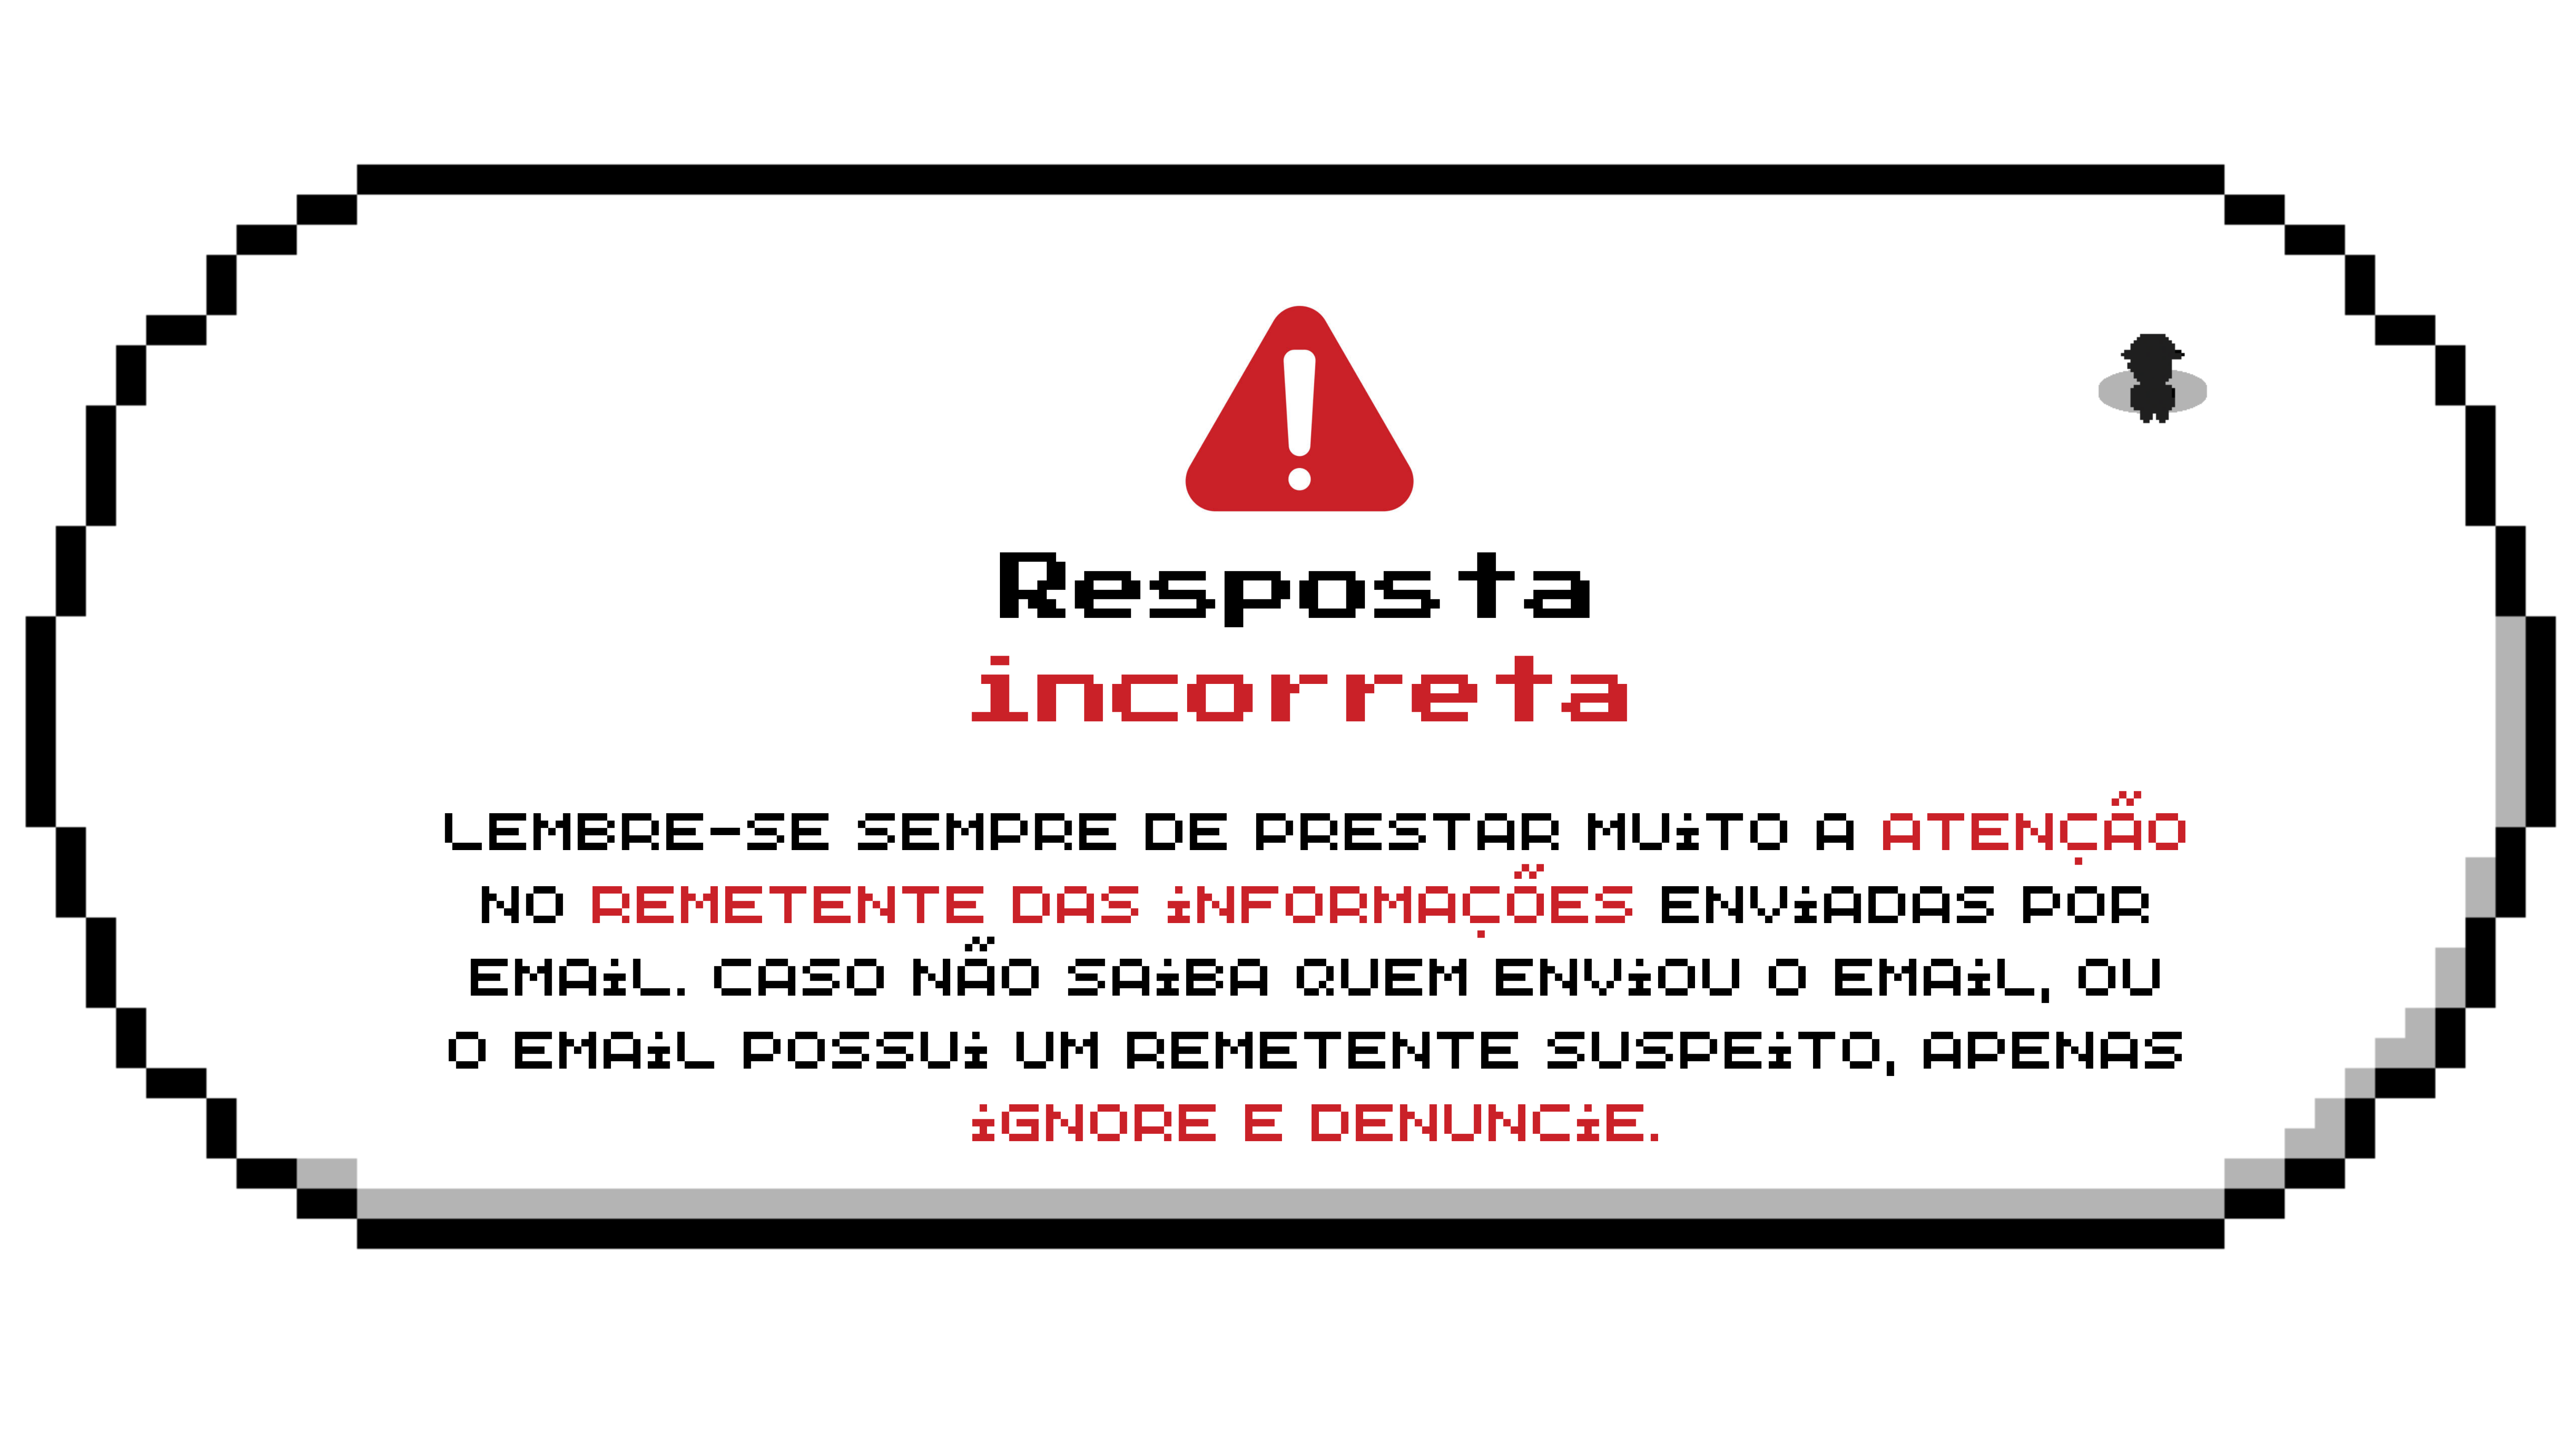 Resposta
incorreta
LEMBRE-SE SEMPRE DE PRESTAR MUiTO A ATENÇÃO
NO REMETENTE DAS iNFORMAÇÕES ENViADAS POR
EMAiL. CASO NÃO SAiBA QUEM ENViOU O EMAiL, OU
O EMAiL POSSUi UM REMETENTE SUSPEiTO, APENAS
iGNORE E DENUNCiE.